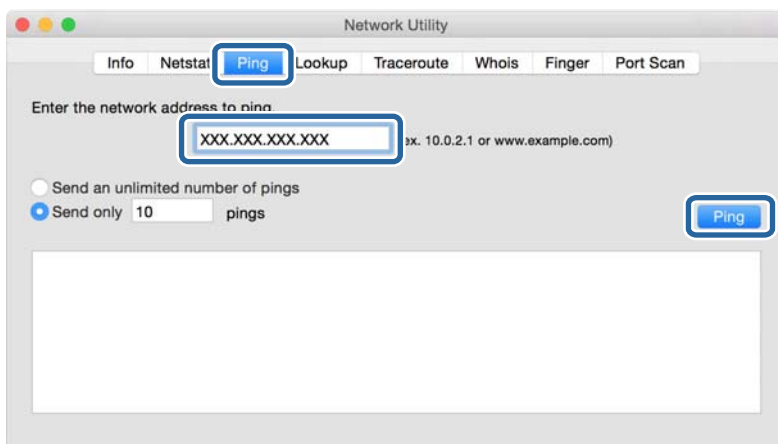 Network Utility
Info Netstat Ping Lookup Traceroute Whois Finger Port Scan
Enter the network address to ping.
XXX.XXX.XXX.XXX ex. 10.0.2.1 or www.example.com)
Send an unlimited number of pings
Send only 10 pings
Ping